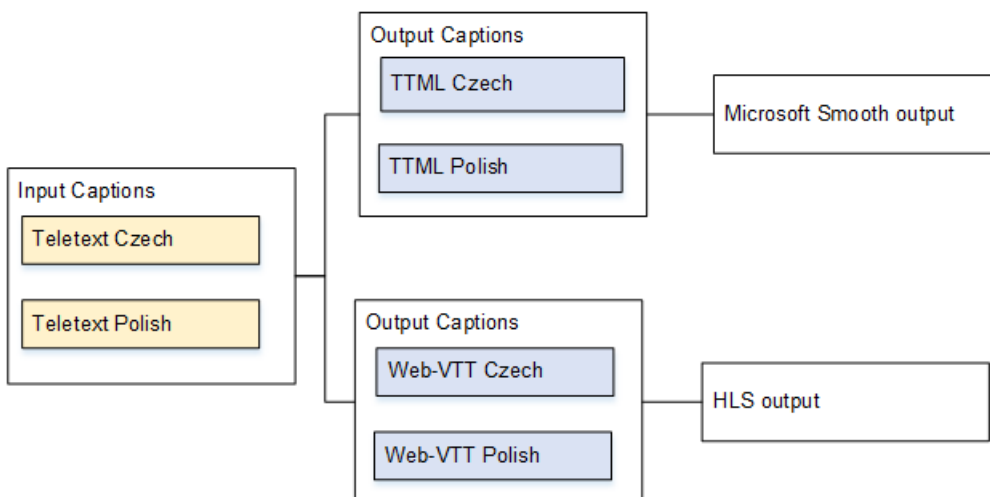 Input Captions
Teletext Czech
Teletext Polish
Output Captions
TTML Czech
TTML Polish
Microsoft Smooth output
Output Captions
Web-VTT Czech
Web-VTT Polish
HLS output